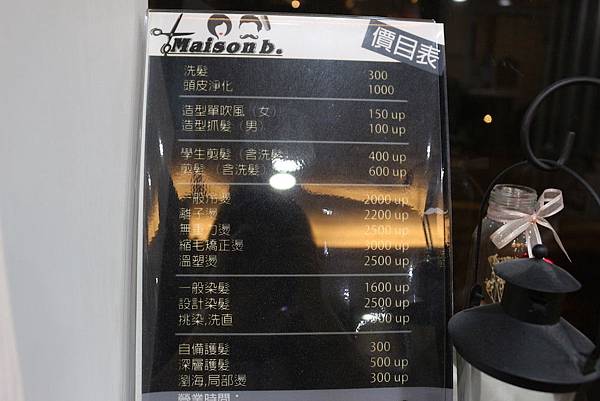 Maison b.
價目表
洗髮 300
頭皮淨化 1000
造型單吹風（女） 150 up
造型抓髮（男） 100 up
學生剪髮（含洗髮） 400 up
剪髮（含洗髮） 600 up
一般冷燙 2000 up
離子燙 2200 up
無重力燙 2500 up
縮毛矯正燙 3000 up
溫塑燙 2500 up
一般染髮 1600 up
設計染髮 2500 up
挑染,洗直 up
自備護髮 300
深層護髮 500 up
瀏海,局部燙 300 up
營業時間：